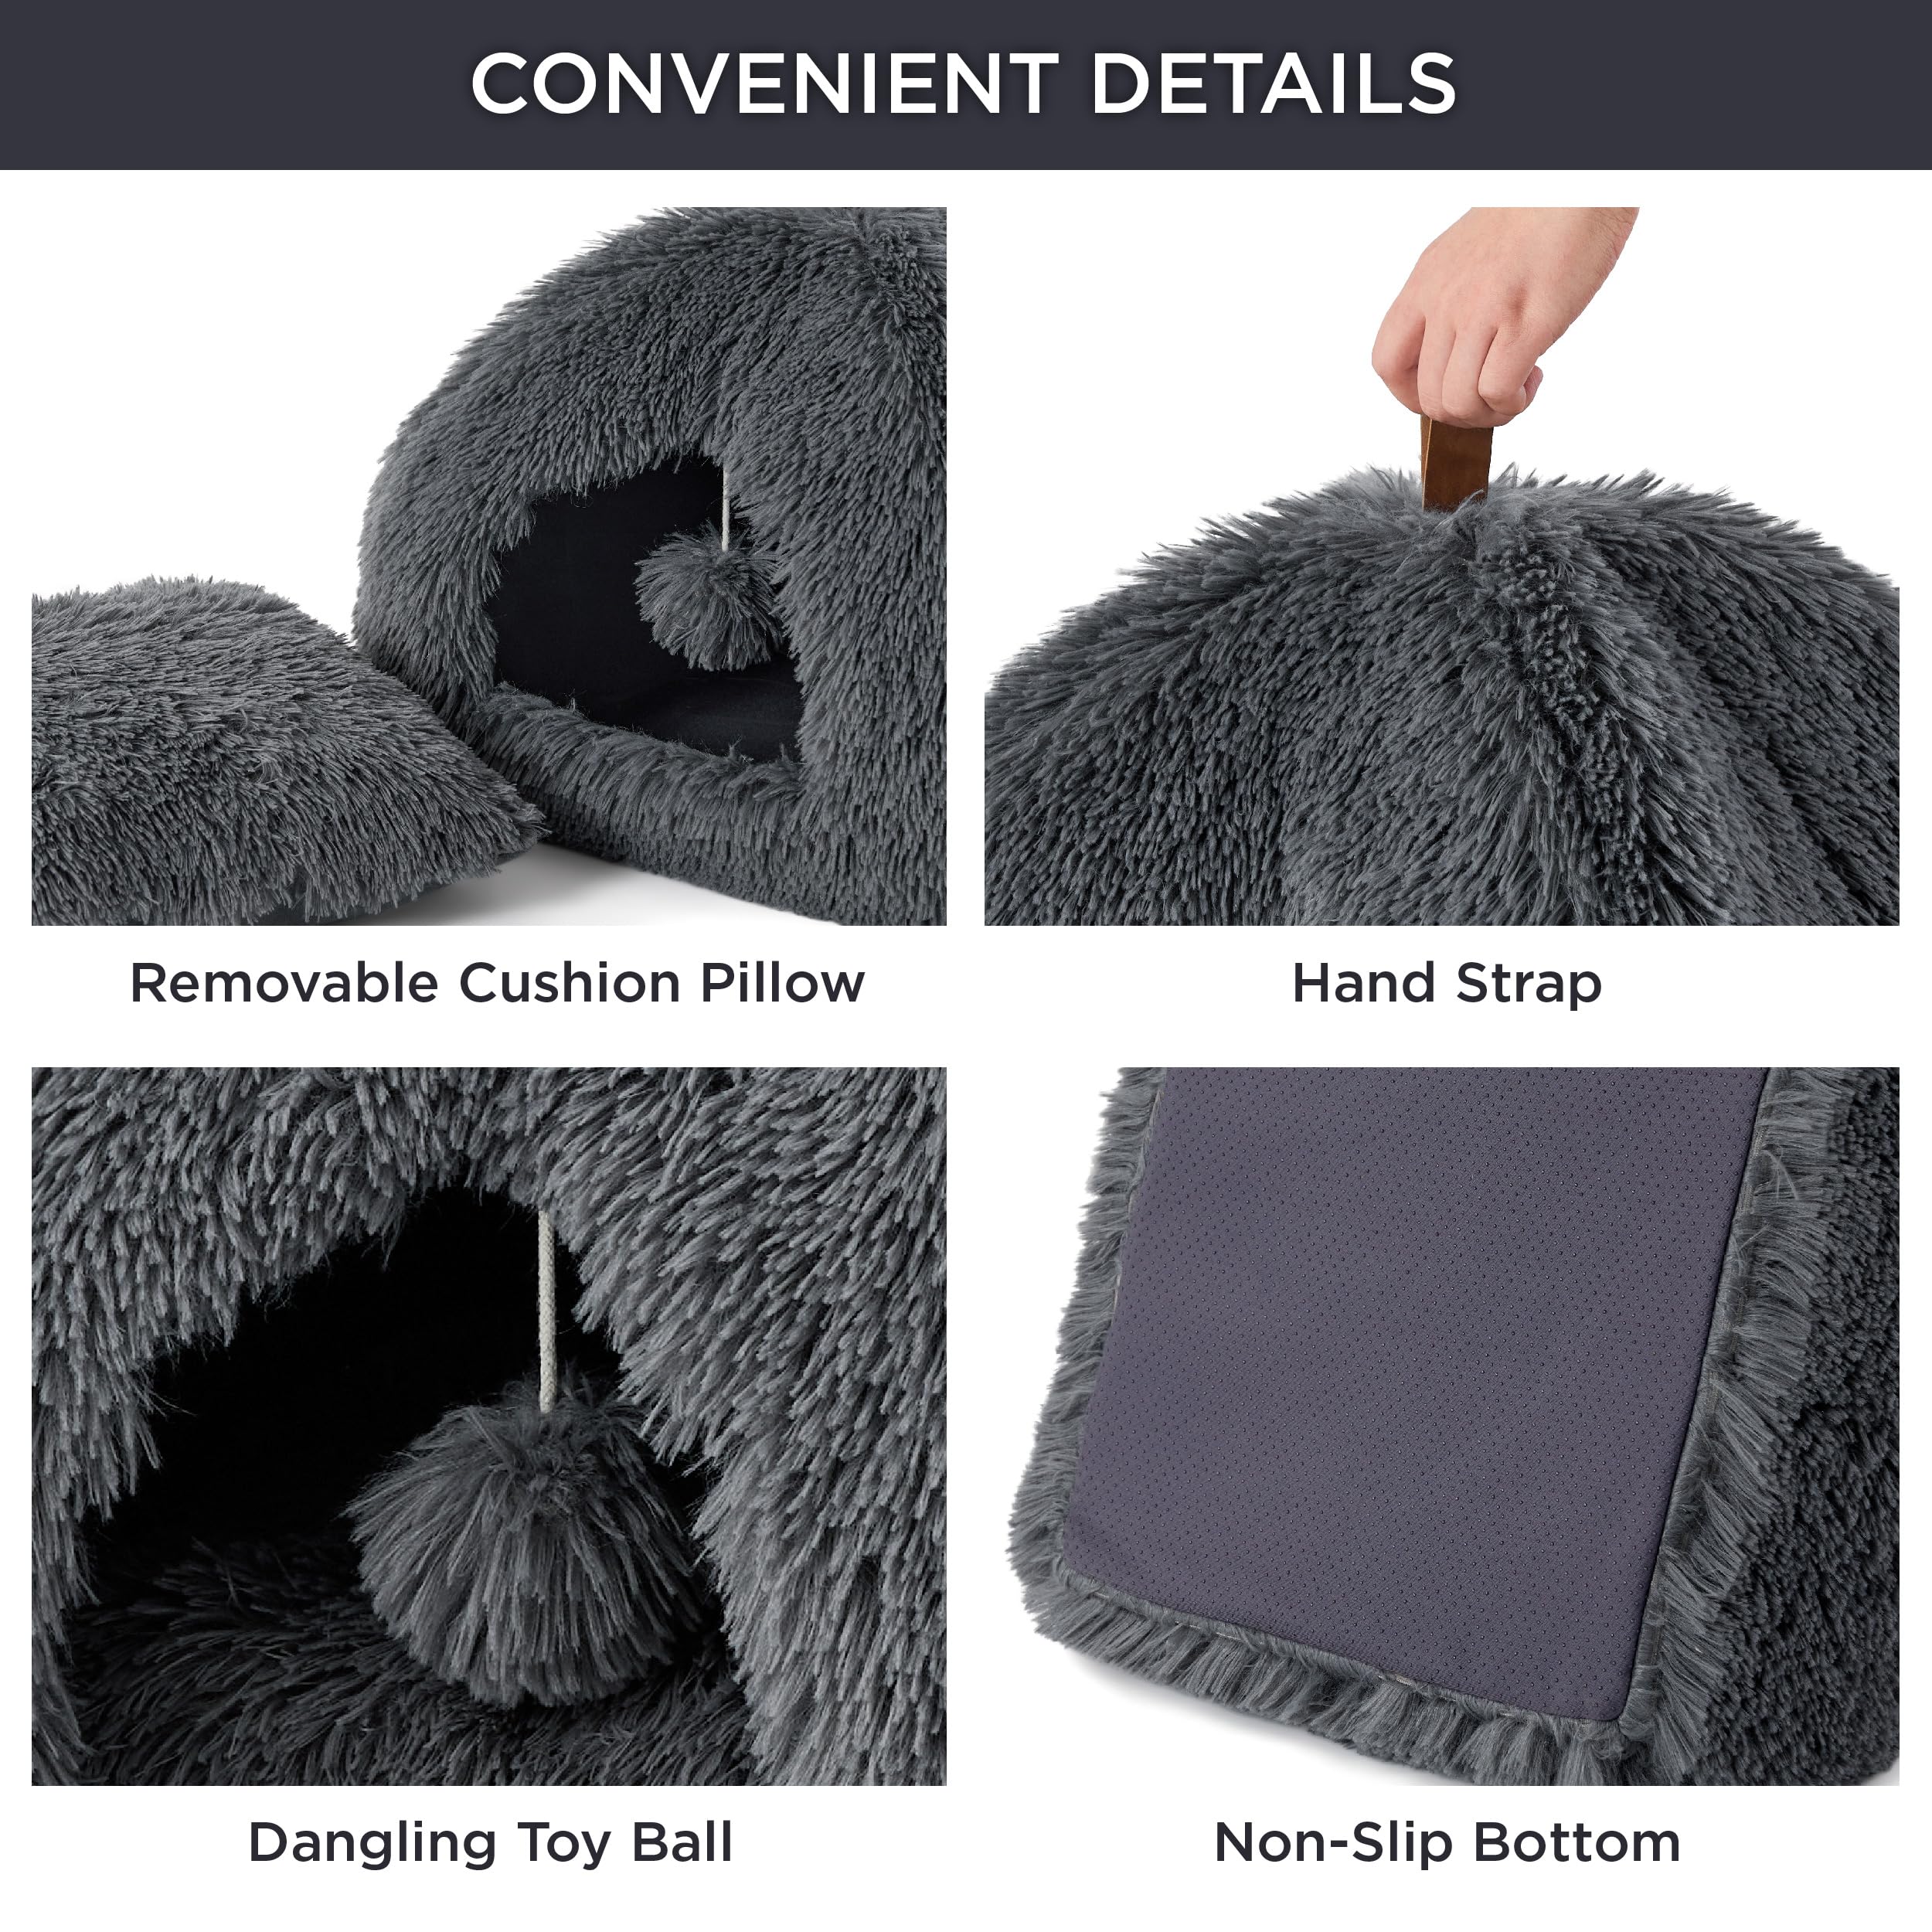 CONVENIENT DETAILS
Removable Cushion Pillow
Hand Strap
Dangling Toy Ball
Non-Slip Bottom